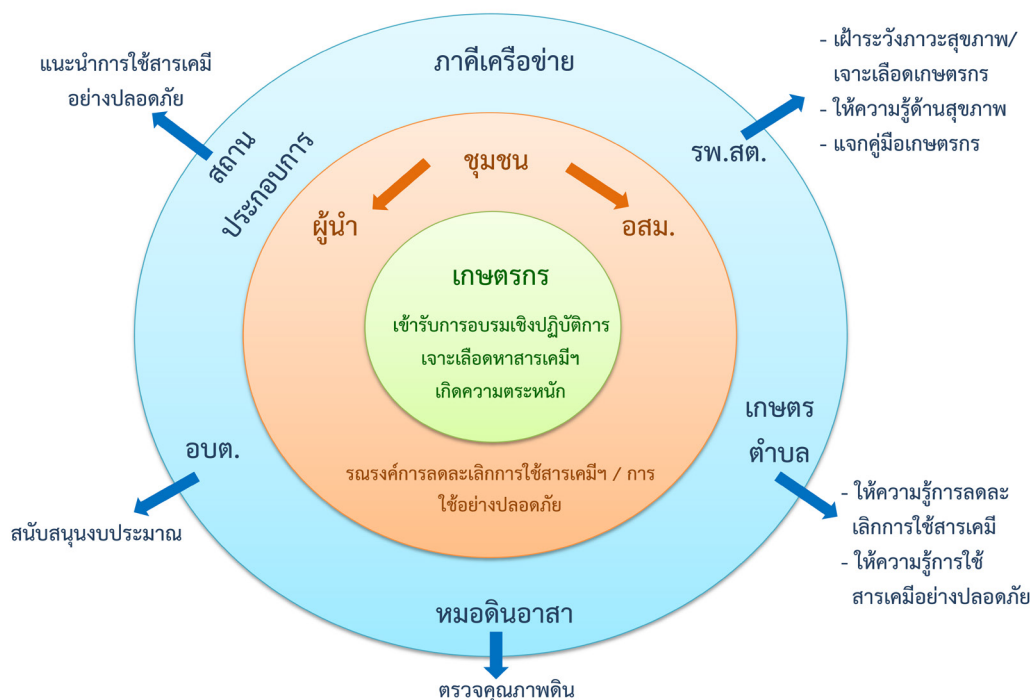 แนะนำการใช้สารเคมี
อย่างปลอดภัย
สถาน
ประกอบการ
ภาคีเครือข่าย
รพ.สต.
- เฝ้าระวังภาวะสุขภาพ/
เจาะเลือดเกษตรกร
- ให้ความรู้ด้านสุขภาพ
- แจกคู่มือเกษตรกร
ชุมชน
ผู้นำ
อสม.
เกษตรกร
เข้ารับการอบรมเชิงปฏิบัติการ
เจาะเลือดหาสารเคมีฯ
เกิดความตระหนัก
รณรงค์การลดละเลิกการใช้สารเคมีฯ / การ
ใช้อย่างปลอดภัย
อบต.
สนับสนุนงบประมาณ
เกษตร
ตำบล
- ให้ความรู้การลดละ
เลิกการใช้สารเคมี
- ให้ความรู้การใช้
สารเคมีอย่างปลอดภัย
หมอดินอาสา
ตรวจคุณภาพดิน